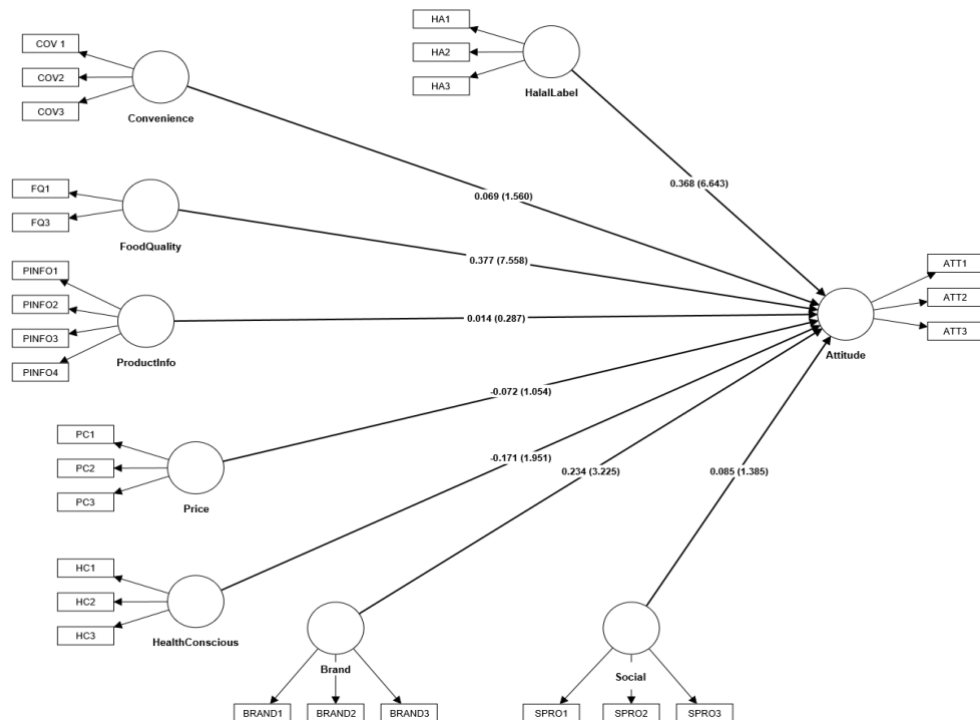 COV 1
COV2
COV3
Convenience
HA1
HA2
HA3
HalalLabel
0.368 (6.643)
0.069 (1.560)
FQ1
FQ3
FoodQuality
0.377 (7.558)
PINFO1
PINFO2
PINFO3
PINFO4
ProductInfo
0.014 (0.287)
ATT1
ATT2
ATT3
Attitude
-0.072 (1.054)
PC1
PC2
PC3
Price
-0.171 (1.951)
0.234 (3.225)
0.085 (1.385)
HC1
HC2
HC3
HealthConscious
Brand
BRAND1
BRAND2
BRAND3
Social
SPRO1
SPRO2
SPRO3